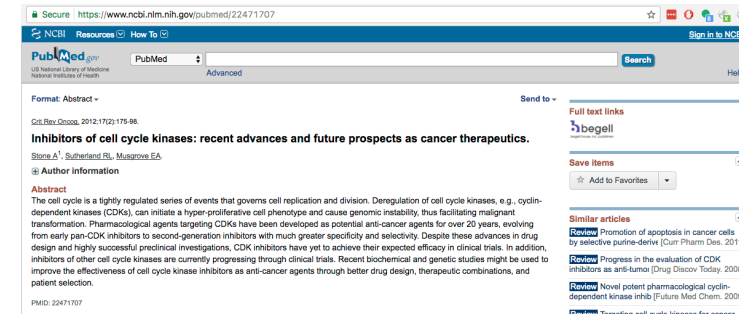 Secure https://www.ncbi.nlm.nih.gov/pubmed/22471707
NCBI Resources How To Sign in to NCB
PubMed.gov
US National Library of Medicine
National Institutes of Health
PubMed
Search
Advanced
Hel
Format: Abstract
Send to
Crit Rev Oncog. 2012;17(2):175-98.
Inhibitors of cell cycle kinases: recent advances and future prospects as cancer therapeutics.
Stone A1, Sutherland RL, Musgrove EA.
Author information
Abstract
The cell cycle is a tightly regulated series of events that governs cell replication and division. Deregulation of cell cycle kinases, e.g., cyclin-
dependent kinases (CDKs), can initiate a hyper-proliferative cell phenotype and cause genomic instability, thus facilitating malignant
transformation. Pharmacological agents targeting CDKs have been developed as potential anti-cancer agents for over 20 years, evolving
from early pan-CDK inhibitors to second-generation inhibitors with much greater specificity and selectivity. Despite these advances in drug
design and highly successful preclinical investigations, CDK inhibitors have yet to achieve their expected efficacy in clinical trials. In addition,
inhibitors of other cell cycle kinases are currently progressing through clinical trials. Recent biochemical and genetic studies might be used to
improve the effectiveness of cell cycle kinase inhibitors as anti-cancer agents through better drug design, therapeutic combinations, and
patient selection.
PMID: 22471707
Full text links
begell
Save items
Add to Favorites
Similar articles
Review Promotion of apoptosis in cancer cells
by selective purine-derive [Curr Pharm Des. 201
Review Progress in the evaluation of CDK
inhibitors as anti-tumor [Drug Discov Today. 200
Review Novel potent pharmacological cyclin-
dependent kinase inhib [Future Med Chem. 200
Review Targeting cell cycle kinases for cancer